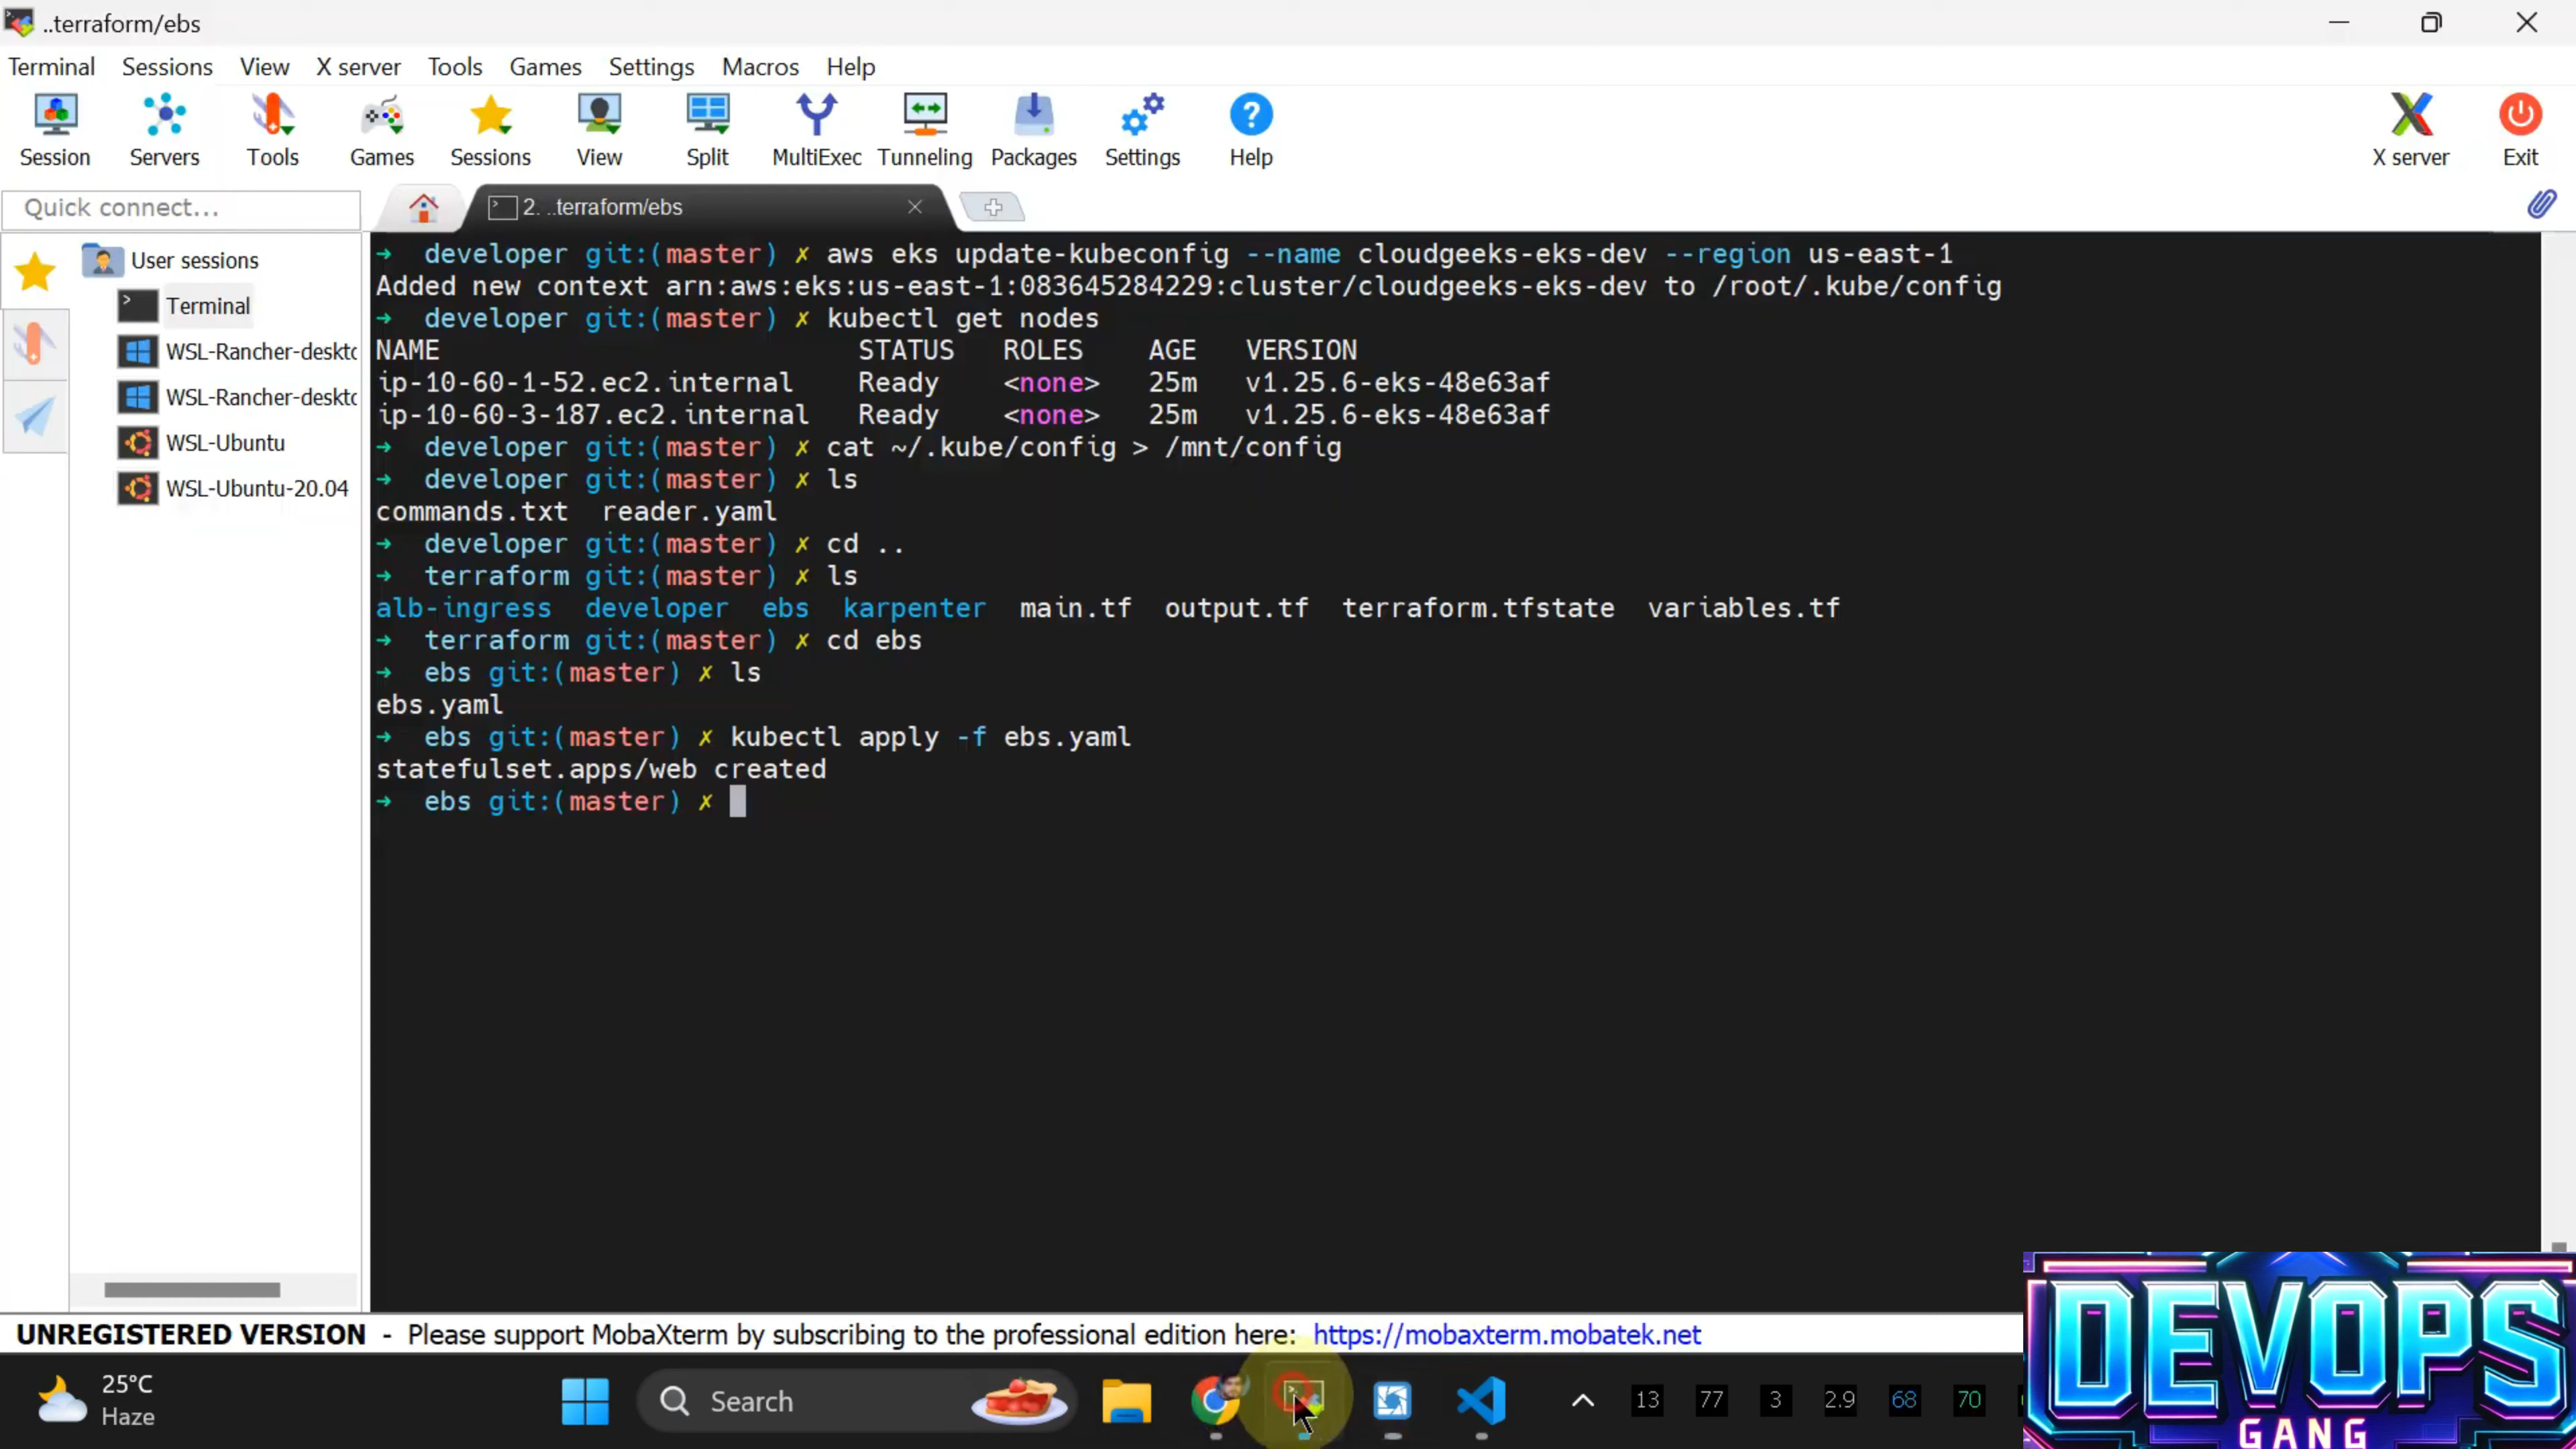 ..terraform/ebs
Terminal Sessions View X server Tools Games Settings Macros Help
Session Servers Tools Games Sessions View Split MultiExec Tunneling Packages Settings Help X server Exit
Quick connect...
2. ..terraform/ebs
User sessions
Terminal
WSL-Rancher-deskto
WSL-Rancher-deskto
WSL-Ubuntu
WSL-Ubuntu-20.04
➜ developer git:(master) ✗ aws eks update-kubeconfig --name cloudgeeks-eks-dev --region us-east-1
Added new context arn:aws:eks:us-east-1:083645284229:cluster/cloudgeeks-eks-dev to /root/.kube/config
➜ developer git:(master) ✗ kubectl get nodes
NAME STATUS ROLES AGE VERSION
ip-10-60-1-52.ec2.internal Ready <none> 25m v1.25.6-eks-48e63af
ip-10-60-3-187.ec2.internal Ready <none> 25m v1.25.6-eks-48e63af
➜ developer git:(master) ✗ cat ~/.kube/config > /mnt/config
➜ developer git:(master) ✗ ls
commands.txt reader.yaml
➜ developer git:(master) ✗ cd ..
➜ terraform git:(master) ✗ ls
alb-ingress developer ebs karpenter main.tf output.tf terraform.tfstate variables.tf
➜ terraform git:(master) ✗ cd ebs
➜ ebs git:(master) ✗ ls
ebs.yaml
➜ ebs git:(master) ✗ kubectl apply -f ebs.yaml
statefulset.apps/web created
➜ ebs git:(master) ✗
UNREGISTERED VERSION - Please support MobaXterm by subscribing to the professional edition here: https://mobaxterm.mobatek.net
25°C
Haze
Search
13 77 3 2.9 68 70
DEVOPS
GANG